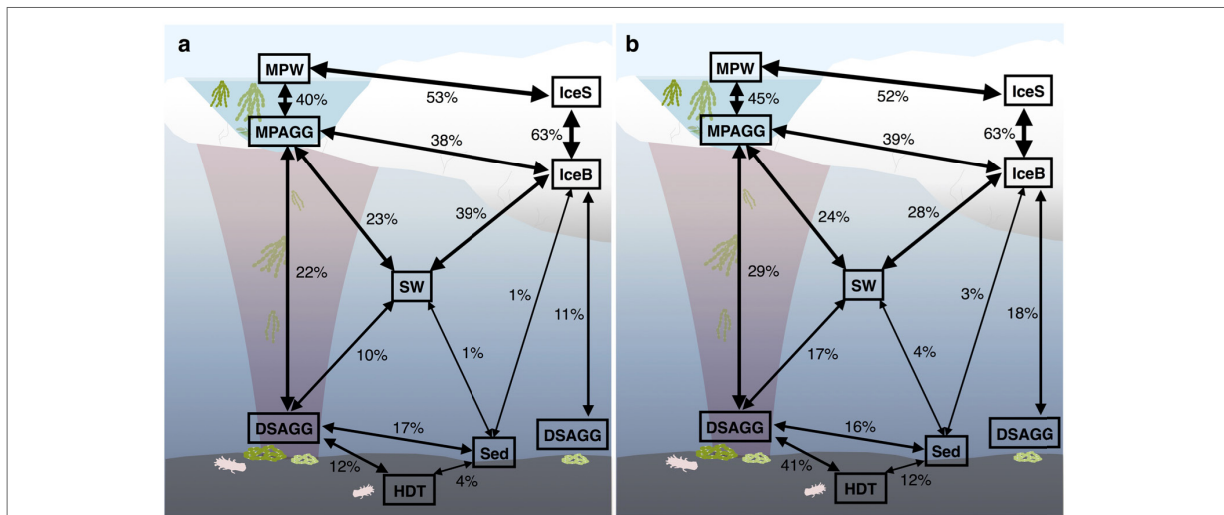 a
MPW
40%
53%
IceS
MPAGG
38%
63%
IceB
23%
39%
22%
SW
1%
11%
10%
1%
DSAGG
17%
DSAGG
Sed
12%
4%
HDT
b
MPW
45%
52%
IceS
MPAGG
39%
63%
IceB
24%
28%
29%
SW
3%
18%
17%
4%
DSAGG
16%
DSAGG
Sed
41%
12%
HDT